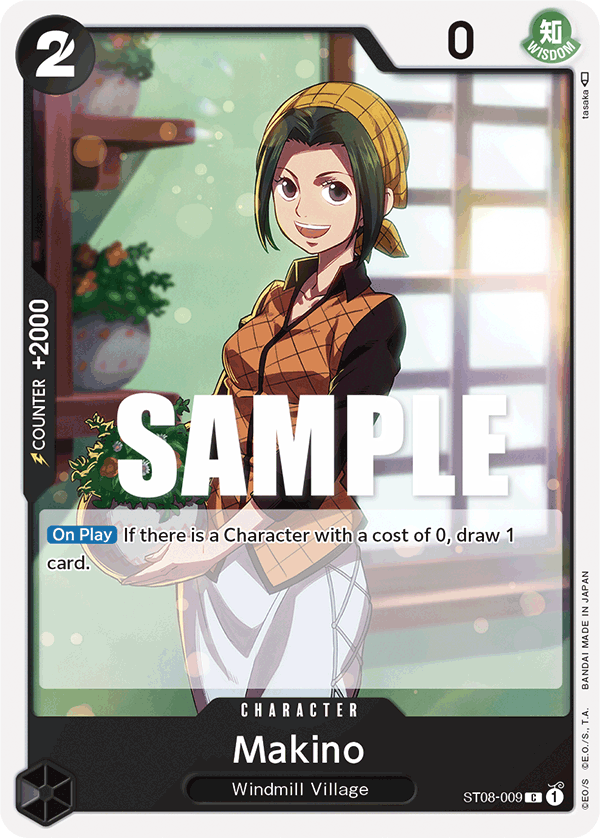 2
0
知
WISDOM
tasaka
COUNTER +2000
SAMPLE
On Play If there is a Character with a cost of 0, draw 1
card.
CHARACTER
Makino
Windmill Village
ST08-009 C 1
©EO/S ©E.O./S., T.A. BANDAI MADE IN JAPAN